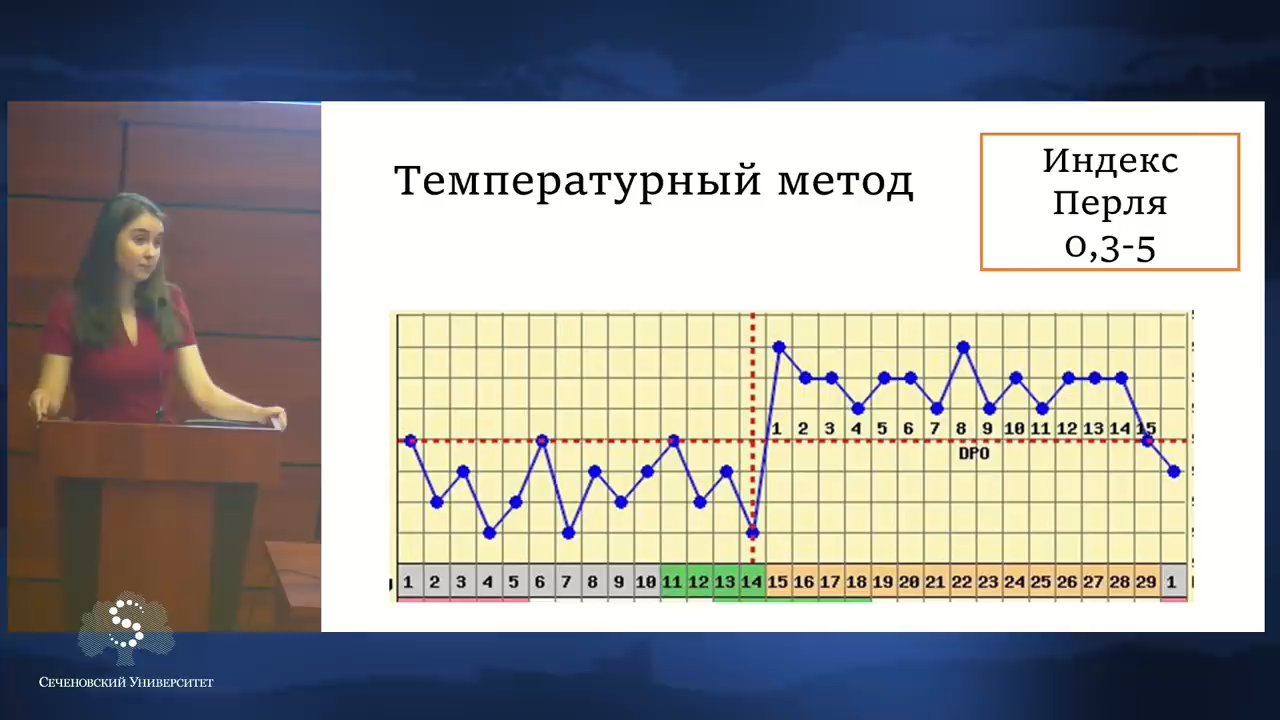 Температурный метод
Индекс
Перля
0,3-5
1 2 3 4 5 6 7 8 9 10 11 12 13 14 15
DPO
1 2 3 4 5 6 7 8 9 10 11 12 13 14 15 16 17 18 19 20 21 22 23 24 25 26 27 28 29 1
Сеченовский Университет